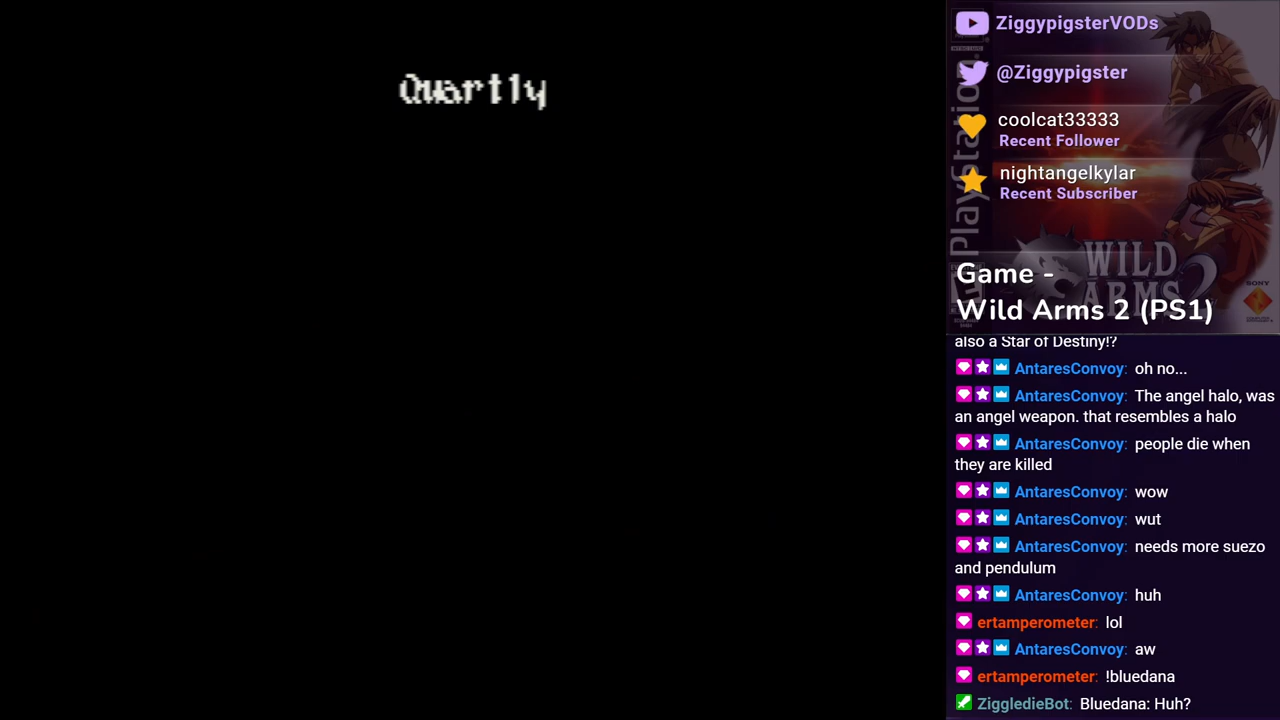 Quartly
ZiggypigsterVODs
@Ziggypigster
coolcat33333
Recent Follower
nightangelkylar
Recent Subscriber
PlayStation
WILD
ARMS 2
SONY
Game -
Wild Arms 2 (PS1)
also a Star of Destiny!?
AntaresConvoy: oh no...
AntaresConvoy: The angel halo, was
an angel weapon. that resembles a halo
AntaresConvoy: people die when
they are killed
AntaresConvoy: wow
AntaresConvoy: wut
AntaresConvoy: needs more suezo
and pendulum
AntaresConvoy: huh
ertamperometer: lol
AntaresConvoy: aw
ertamperometer: !bluedana
ZiggledieBot: Bluedana: Huh?